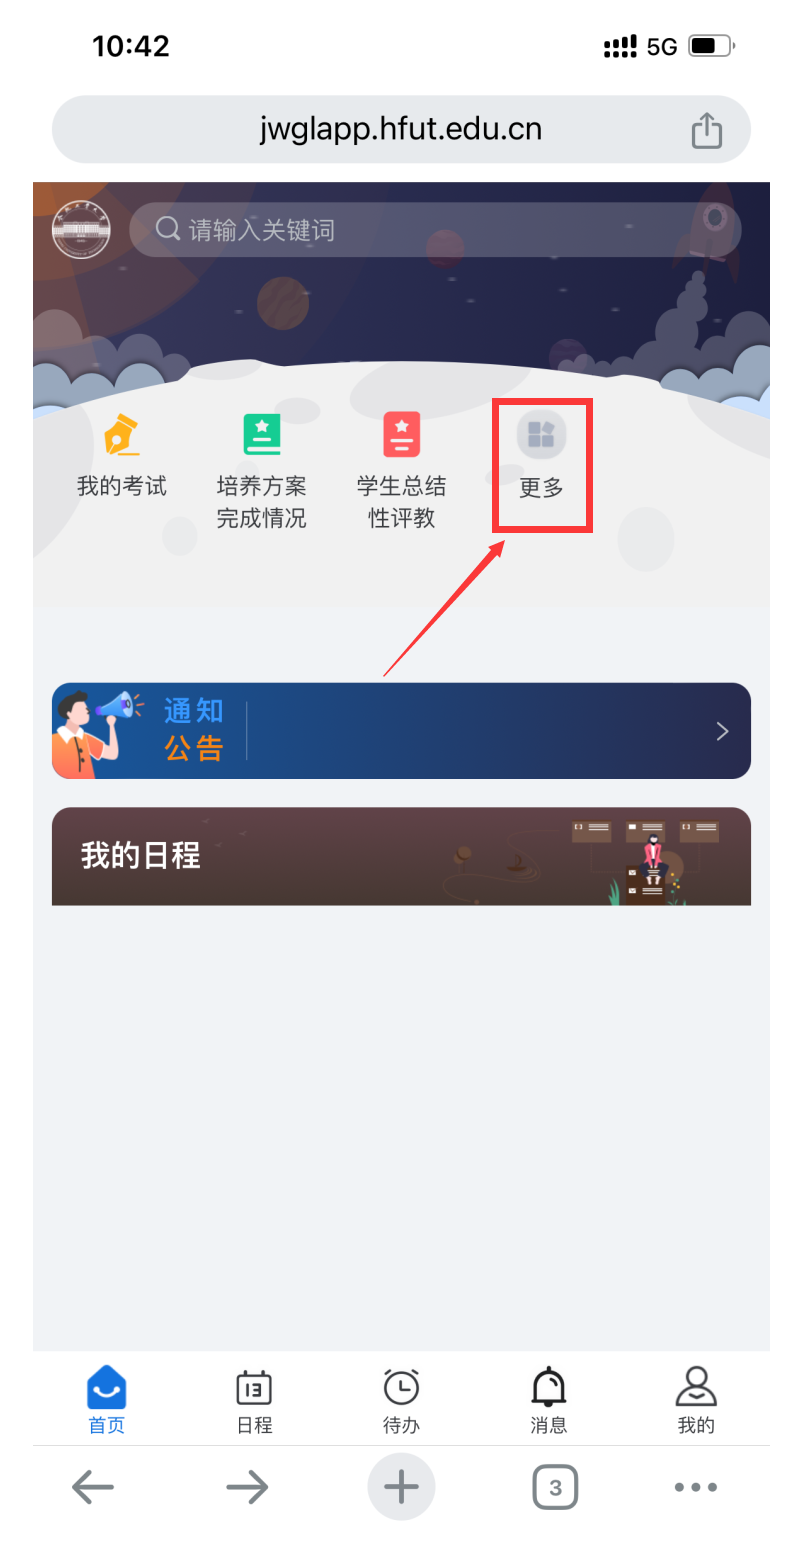 10:42
5G
jwglapp.hfut.edu.cn
请输入关键词
我的考试
培养方案
完成情况
学生总结
性评教
更多
通知
公告
我的日程
13
首页
日程
待办
消息
我的
3